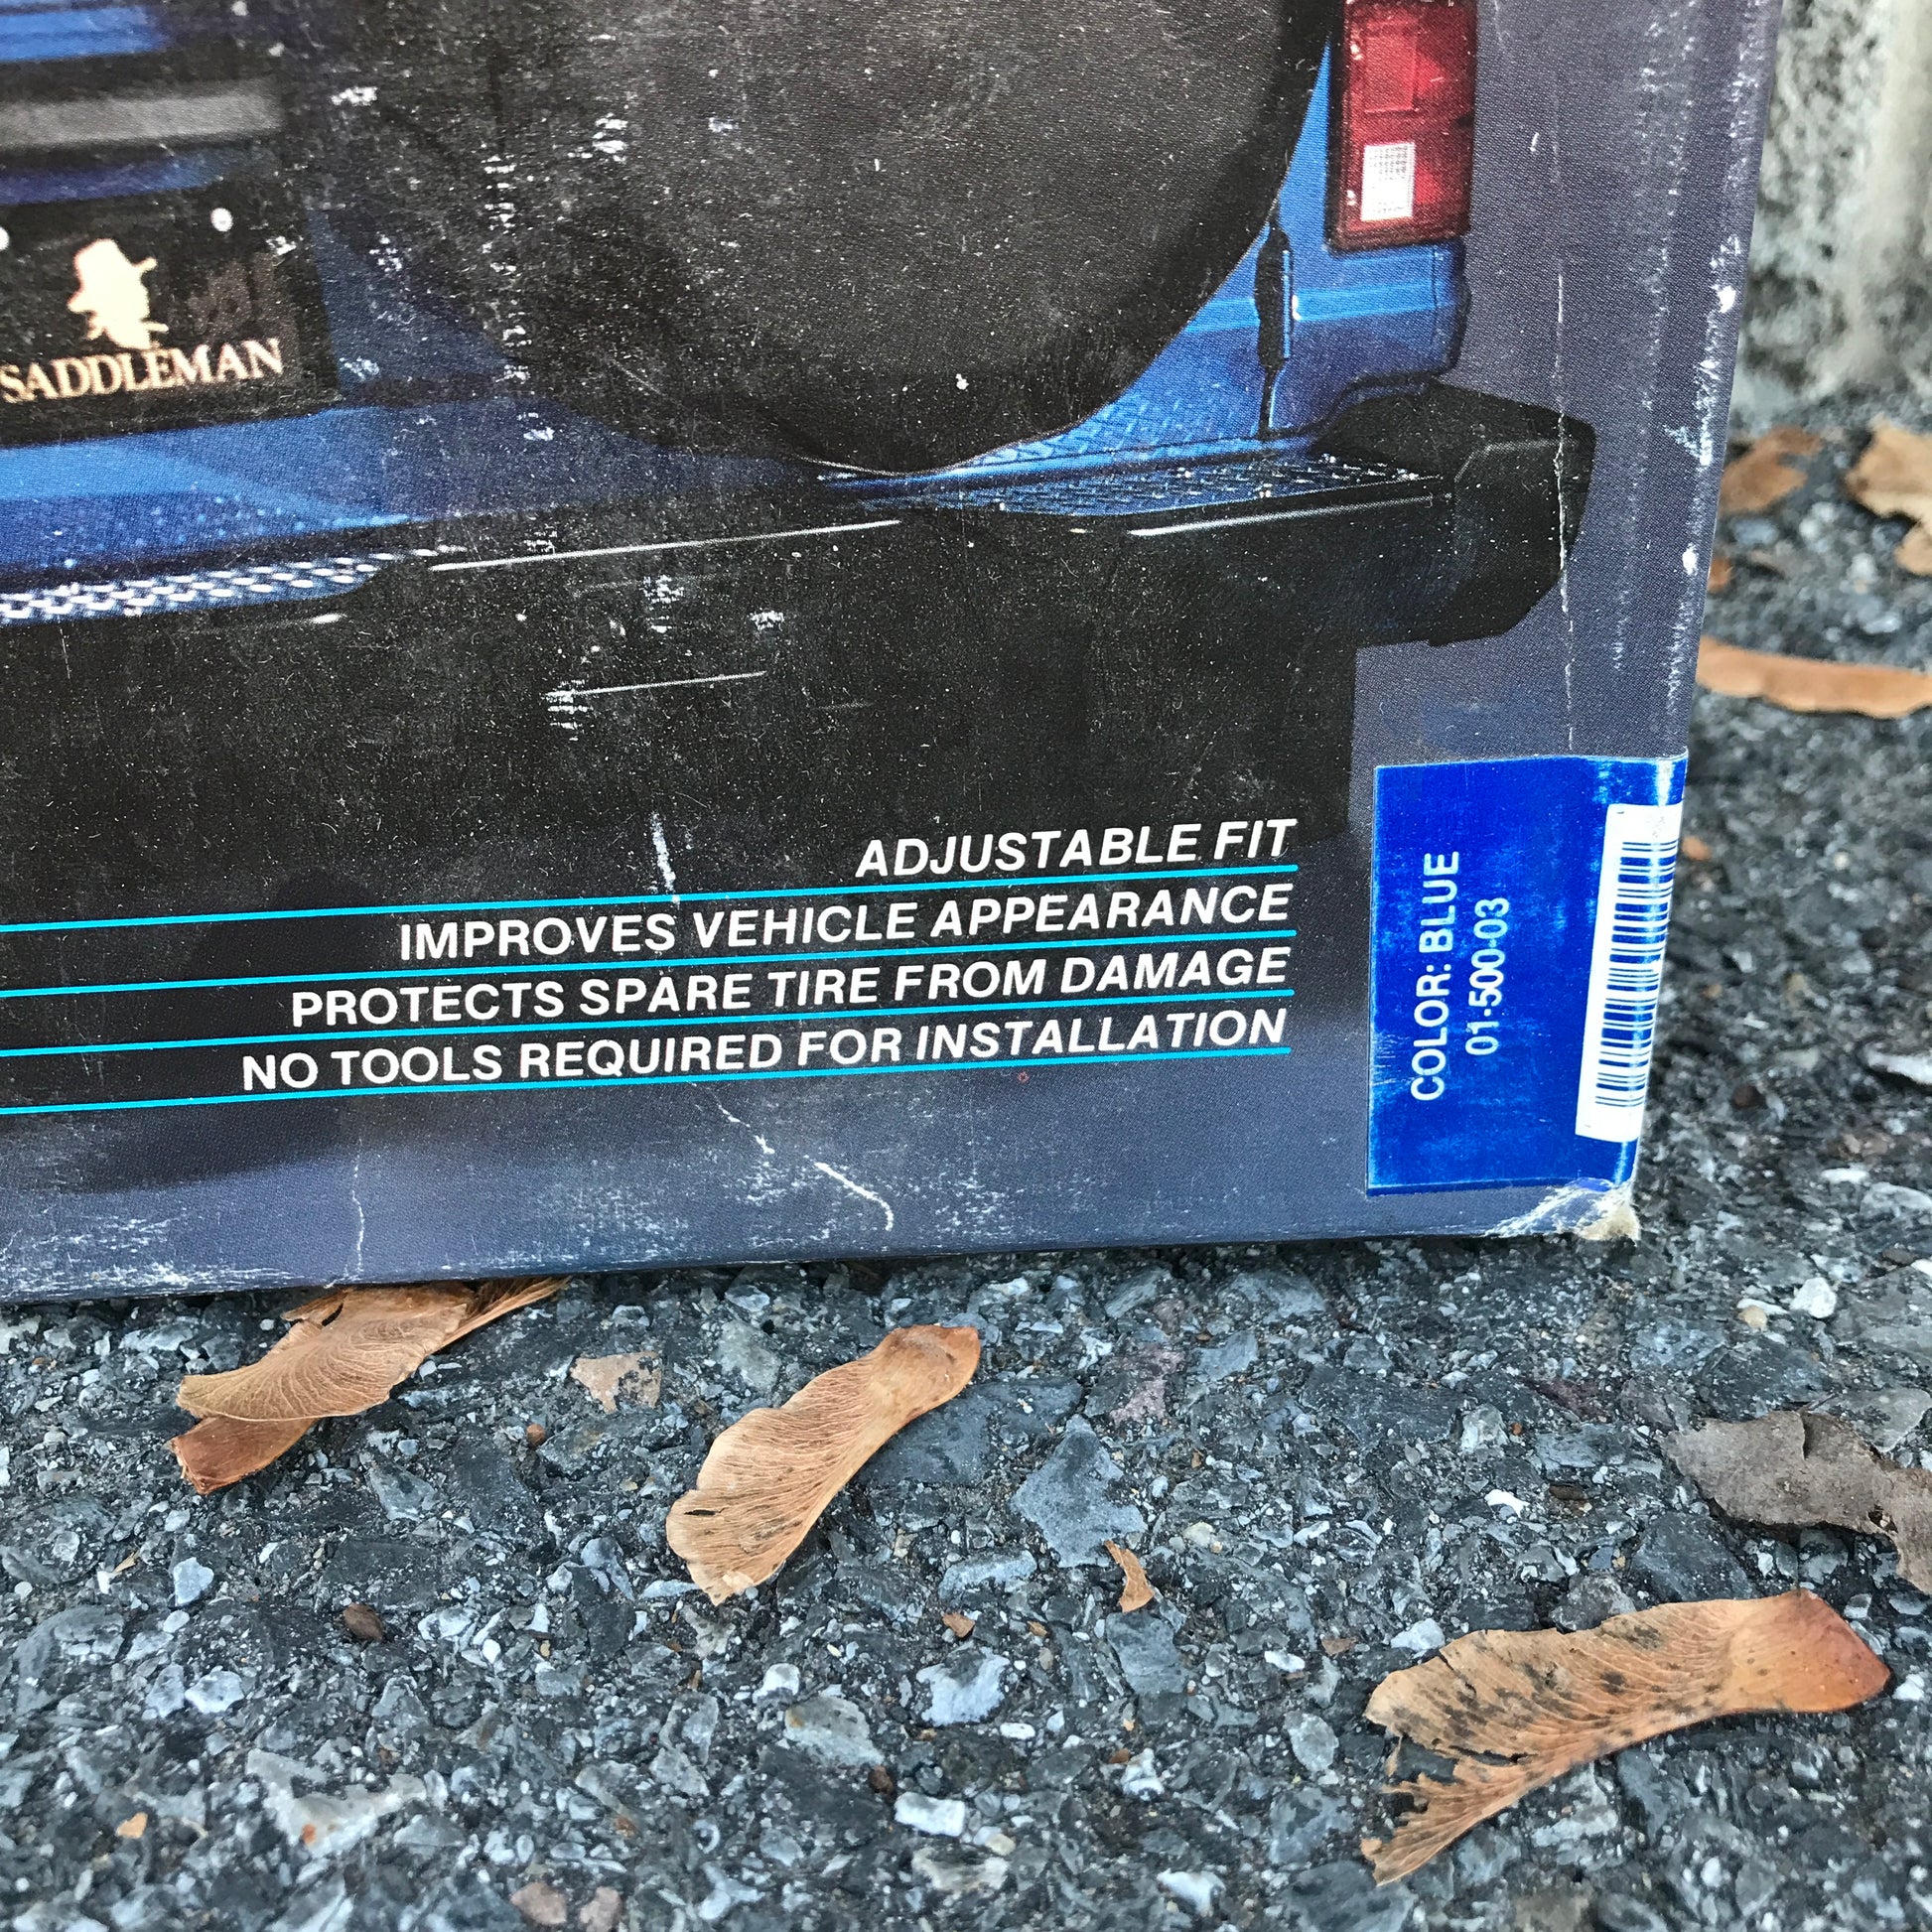 SADDLEMAN
ADJUSTABLE FIT
IMPROVES VEHICLE APPEARANCE
PROTECTS SPARE TIRE FROM DAMAGE
NO TOOLS REQUIRED FOR INSTALLATION
COLOR: BLUE
01-500-03